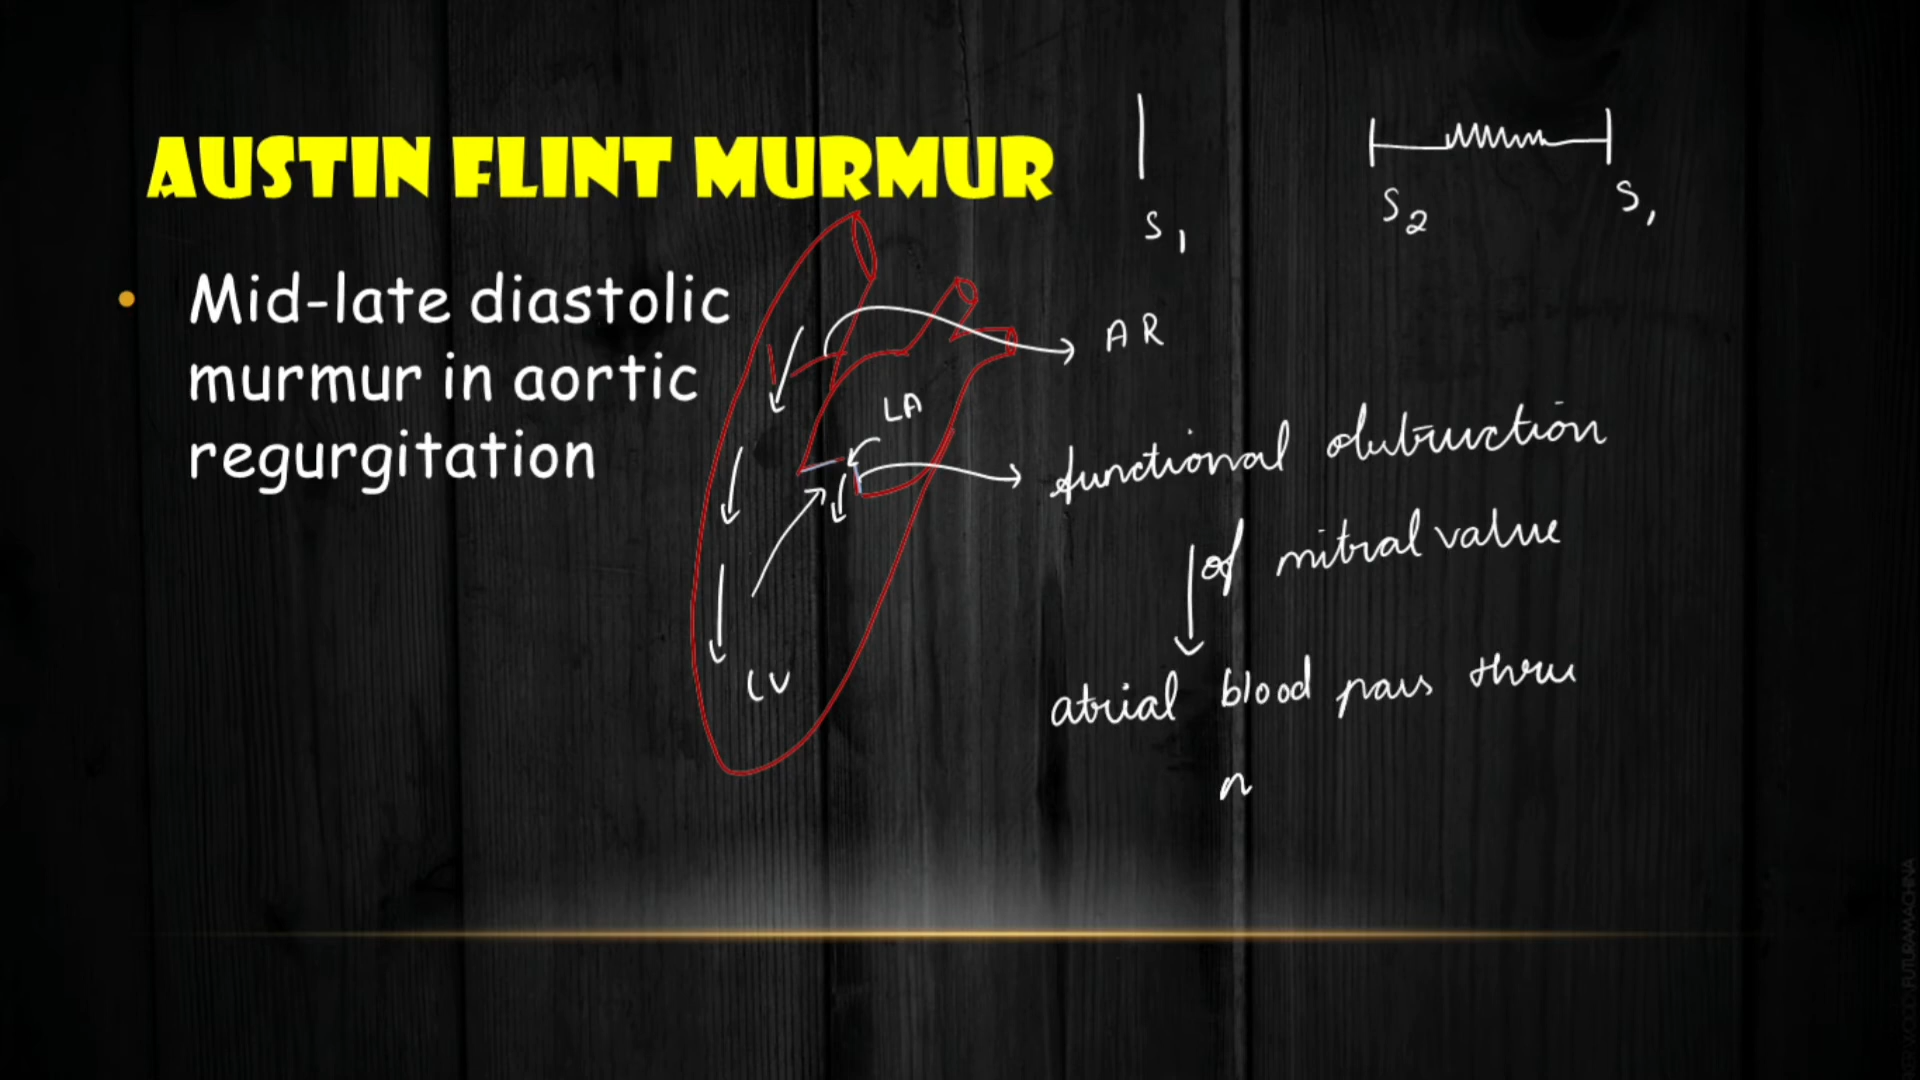 AUSTIN FLINT MURMUR
• Mid-late diastolic
murmur in aortic
regurgitation
S1
S2
S1
AR
LA
functional obstruction
of mitral valve
LV
atrial blood pass thru
n
FUTURAMACHINA